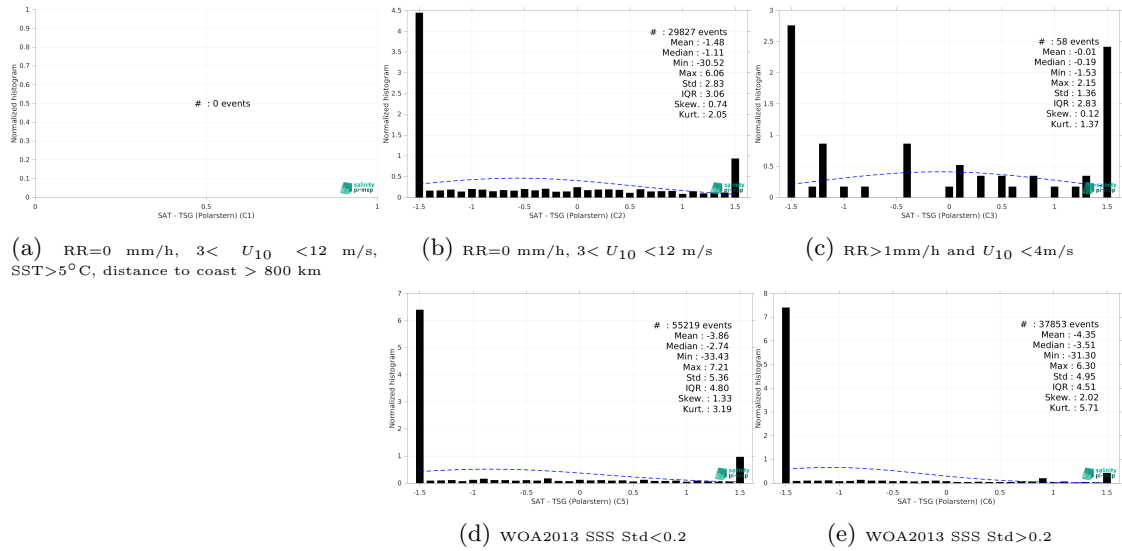 1
0.9
0.8
0.7
0.6
0.5
0.4
0.3
0.2
0.1
0
Normalized histogram
# : 0 events
salinity
pi-mep
0 0.5 1
SAT - TSG (Polarstern) (C1)
(a) RR=0 mm/h, 3< U10 <12 m/s,
SST>5°C, distance to coast > 800 km
4.5
4
3.5
3
2.5
2
1.5
1
0.5
0
Normalized histogram
# : 29827 events
Mean : -1.48
Median : -1.11
Min : -30.52
Max : 6.06
Std : 2.83
IQR : 3.06
Skew. : 0.74
Kurt. : 2.05
salinity
pi-mep
-1.5 -1 -0.5 0 0.5 1 1.5
SAT - TSG (Polarstern) (C2)
(b) RR=0 mm/h, 3< U10 <12 m/s
3
2.5
2
1.5
1
0.5
0
Normalized histogram
# : 58 events
Mean : -0.01
Median : -0.19
Min : -1.53
Max : 2.15
Std : 1.36
IQR : 2.83
Skew. : 0.12
Kurt. : 1.37
salinity
pi-mep
-1.5 -1 -0.5 0 0.5 1 1.5
SAT - TSG (Polarstern) (C3)
(c) RR>1mm/h and U10 <4m/s
7
6
5
4
3
2
1
0
Normalized histogram
# : 55219 events
Mean : -3.86
Median : -2.74
Min : -33.43
Max : 7.21
Std : 5.36
IQR : 4.80
Skew. : 1.33
Kurt. : 3.19
salinity
pi-mep
-1.5 -1 -0.5 0 0.5 1 1.5
SAT - TSG (Polarstern) (C5)
(d) WOA2013 SSS Std<0.2
8
7
6
5
4
3
2
1
0
Normalized histogram
# : 37853 events
Mean : -4.35
Median : -3.51
Min : -31.30
Max : 6.30
Std : 4.95
IQR : 4.51
Skew. : 2.02
Kurt. : 5.71
salinity
pi-mep
-1.5 -1 -0.5 0 0.5 1 1.5
SAT - TSG (Polarstern) (C6)
(e) WOA2013 SSS Std>0.2